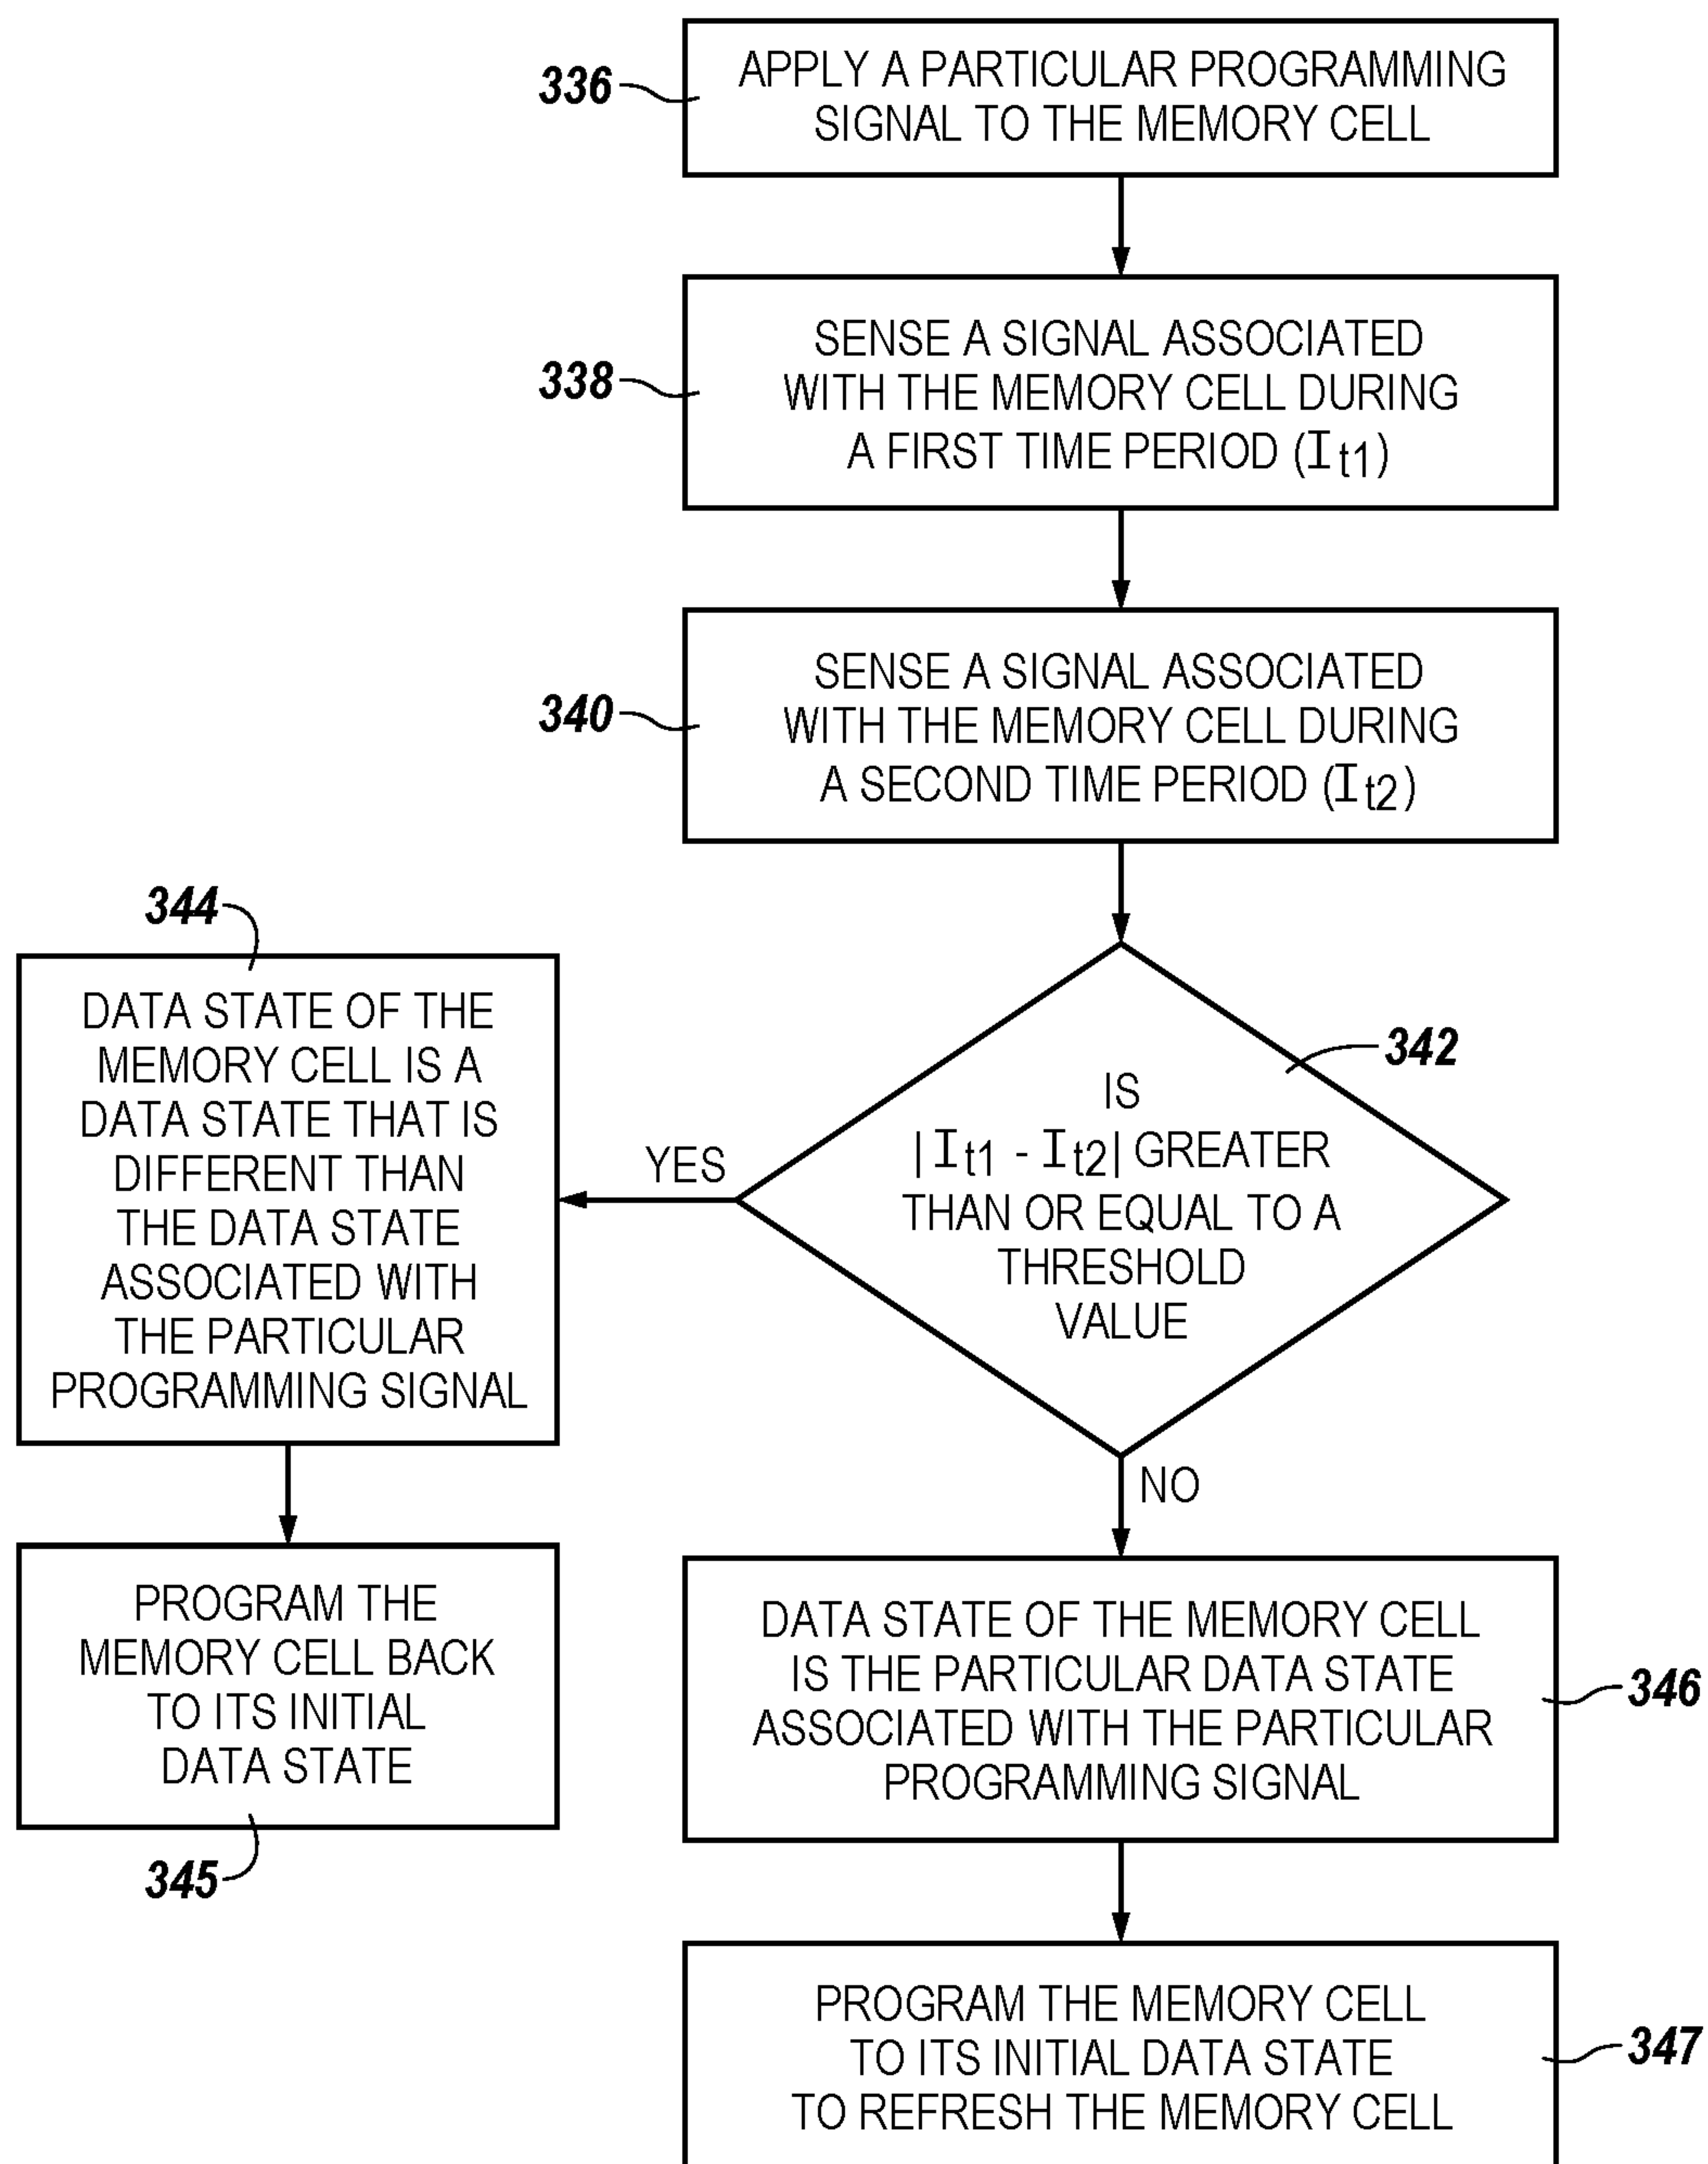 336
APPLY A PARTICULAR PROGRAMMING
SIGNAL TO THE MEMORY CELL
338
SENSE A SIGNAL ASSOCIATED
WITH THE MEMORY CELL DURING
A FIRST TIME PERIOD (It1)
340
SENSE A SIGNAL ASSOCIATED
WITH THE MEMORY CELL DURING
A SECOND TIME PERIOD (It2)
342
IS
|It1 - It2| GREATER
THAN OR EQUAL TO A
THRESHOLD
VALUE
YES
344
DATA STATE OF THE
MEMORY CELL IS A
DATA STATE THAT IS
DIFFERENT THAN
THE DATA STATE
ASSOCIATED WITH
THE PARTICULAR
PROGRAMMING SIGNAL
PROGRAM THE
MEMORY CELL BACK
TO ITS INITIAL
DATA STATE
345
NO
DATA STATE OF THE MEMORY CELL
IS THE PARTICULAR DATA STATE
ASSOCIATED WITH THE PARTICULAR
PROGRAMMING SIGNAL
346
PROGRAM THE MEMORY CELL
TO ITS INITIAL DATA STATE
TO REFRESH THE MEMORY CELL
347